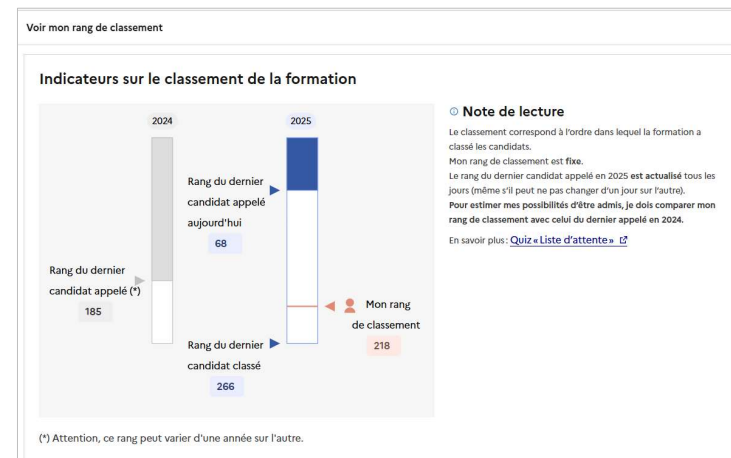 Voir mon rang de classement
Indicateurs sur le classement de la formation
2024
2025
Rang du dernier
candidat appelé
aujourd'hui
68
Rang du dernier
candidat appelé (*)
185
Mon rang
de classement
218
Rang du dernier
candidat classé
266
(*) Attention, ce rang peut varier d'une année sur l'autre.
Note de lecture
Le classement correspond à l'ordre dans lequel la formation a
classé les candidats.
Mon rang de classement est fixe.
Le rang du dernier candidat appelé en 2025 est actualisé tous les
jours (même s'il peut ne pas changer d'un jour sur l'autre).
Pour estimer mes possibilités d'être admis, je dois comparer mon
rang de classement avec celui du dernier appelé en 2024.
En savoir plus : Quiz « Liste d'attente »